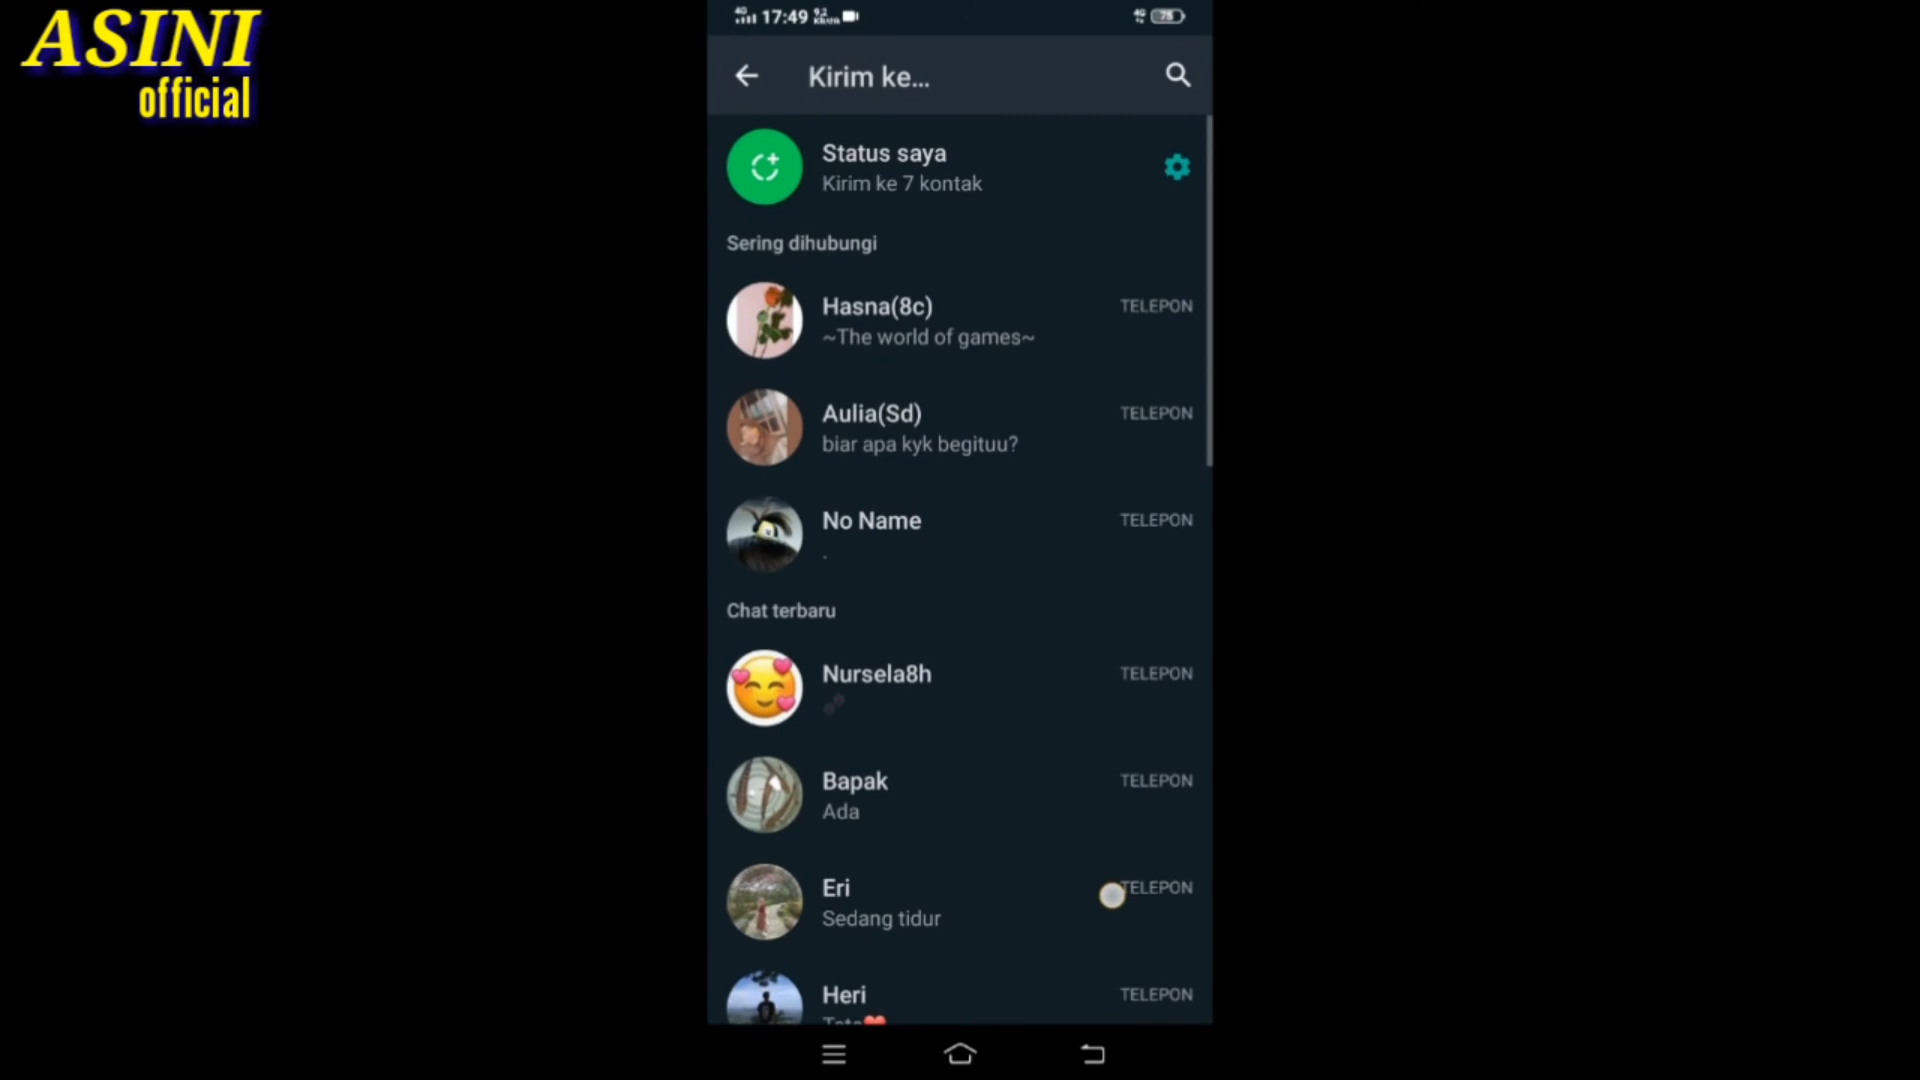 ASINI
official
17:49
75
Kirim ke...
Status saya
Kirim ke 7 kontak
Sering dihubungi
Hasna(8c)
TELEPON
~The world of games~
Aulia(Sd)
TELEPON
biar apa kyk begituu?
No Name
TELEPON
.
Chat terbaru
Nursela8h
TELEPON
Bapak
TELEPON
Ada
Eri
TELEPON
Sedang tidur
Heri
TELEPON